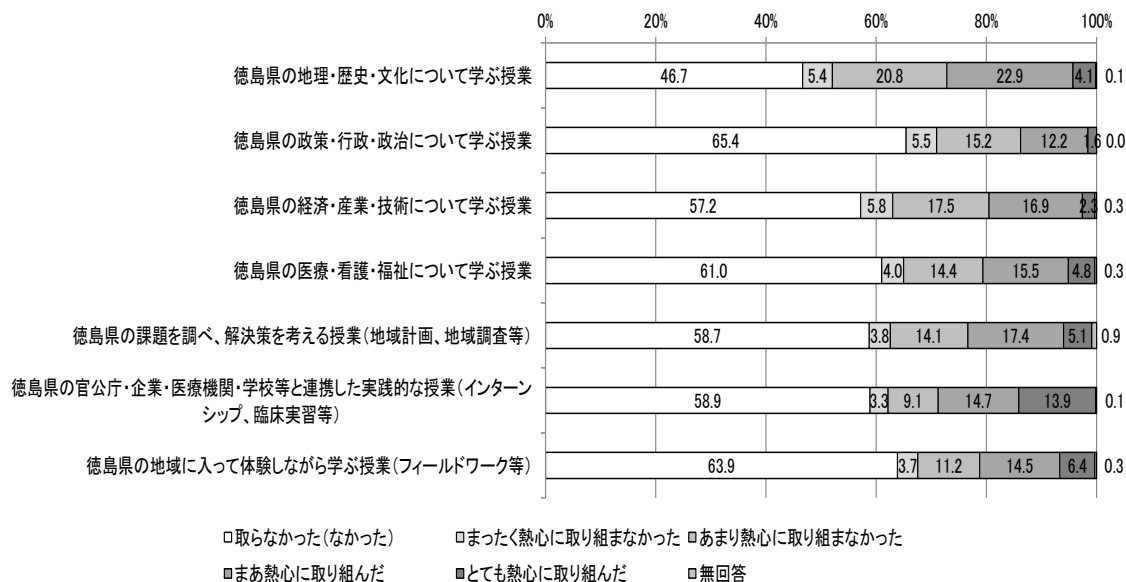 0% 20% 40% 60% 80% 100%
徳島県の地理・歴史・文化について学ぶ授業 46.7 5.4 20.8 22.9 4.1 0.1
徳島県の政策・行政・政治について学ぶ授業 65.4 5.5 15.2 12.2 1.6 0.0
徳島県の経済・産業・技術について学ぶ授業 57.2 5.8 17.5 16.9 2.3 0.3
徳島県の医療・看護・福祉について学ぶ授業 61.0 4.0 14.4 15.5 4.8 0.3
徳島県の課題を調べ、解決策を考える授業(地域計画、地域調査等) 58.7 3.8 14.1 17.4 5.1 0.9
徳島県の官公庁・企業・医療機関・学校等と連携した実践的な授業(インターン
シップ、臨床実習等) 58.9 3.3 9.1 14.7 13.9 0.1
徳島県の地域に入って体験しながら学ぶ授業(フィールドワーク等) 63.9 3.7 11.2 14.5 6.4 0.3
取らなかった(なかった) まったく熱心に取り組まなかった あまり熱心に取り組まなかった
まあ熱心に取り組んだ とても熱心に取り組んだ 無回答